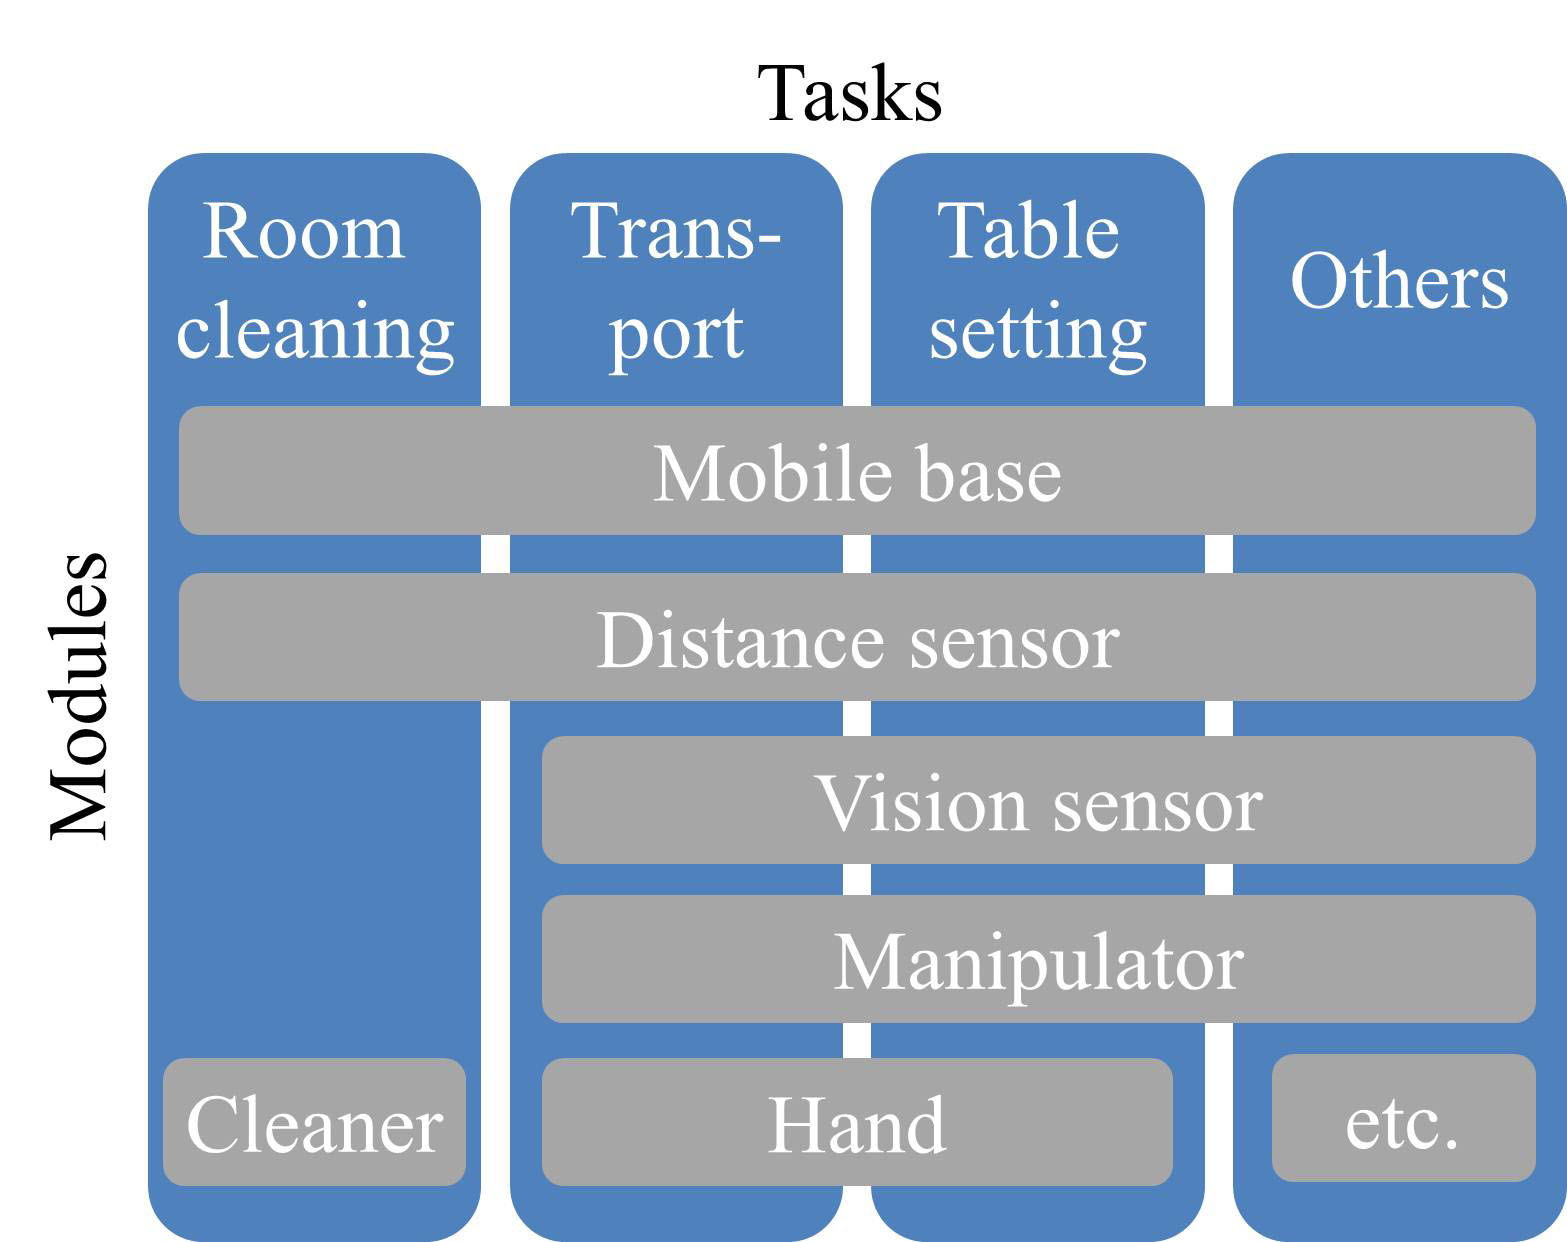 Tasks
Room
cleaning
Trans-
port
Table
setting
Others
Modules
Mobile base
Distance sensor
Vision sensor
Manipulator
Cleaner
Hand
etc.